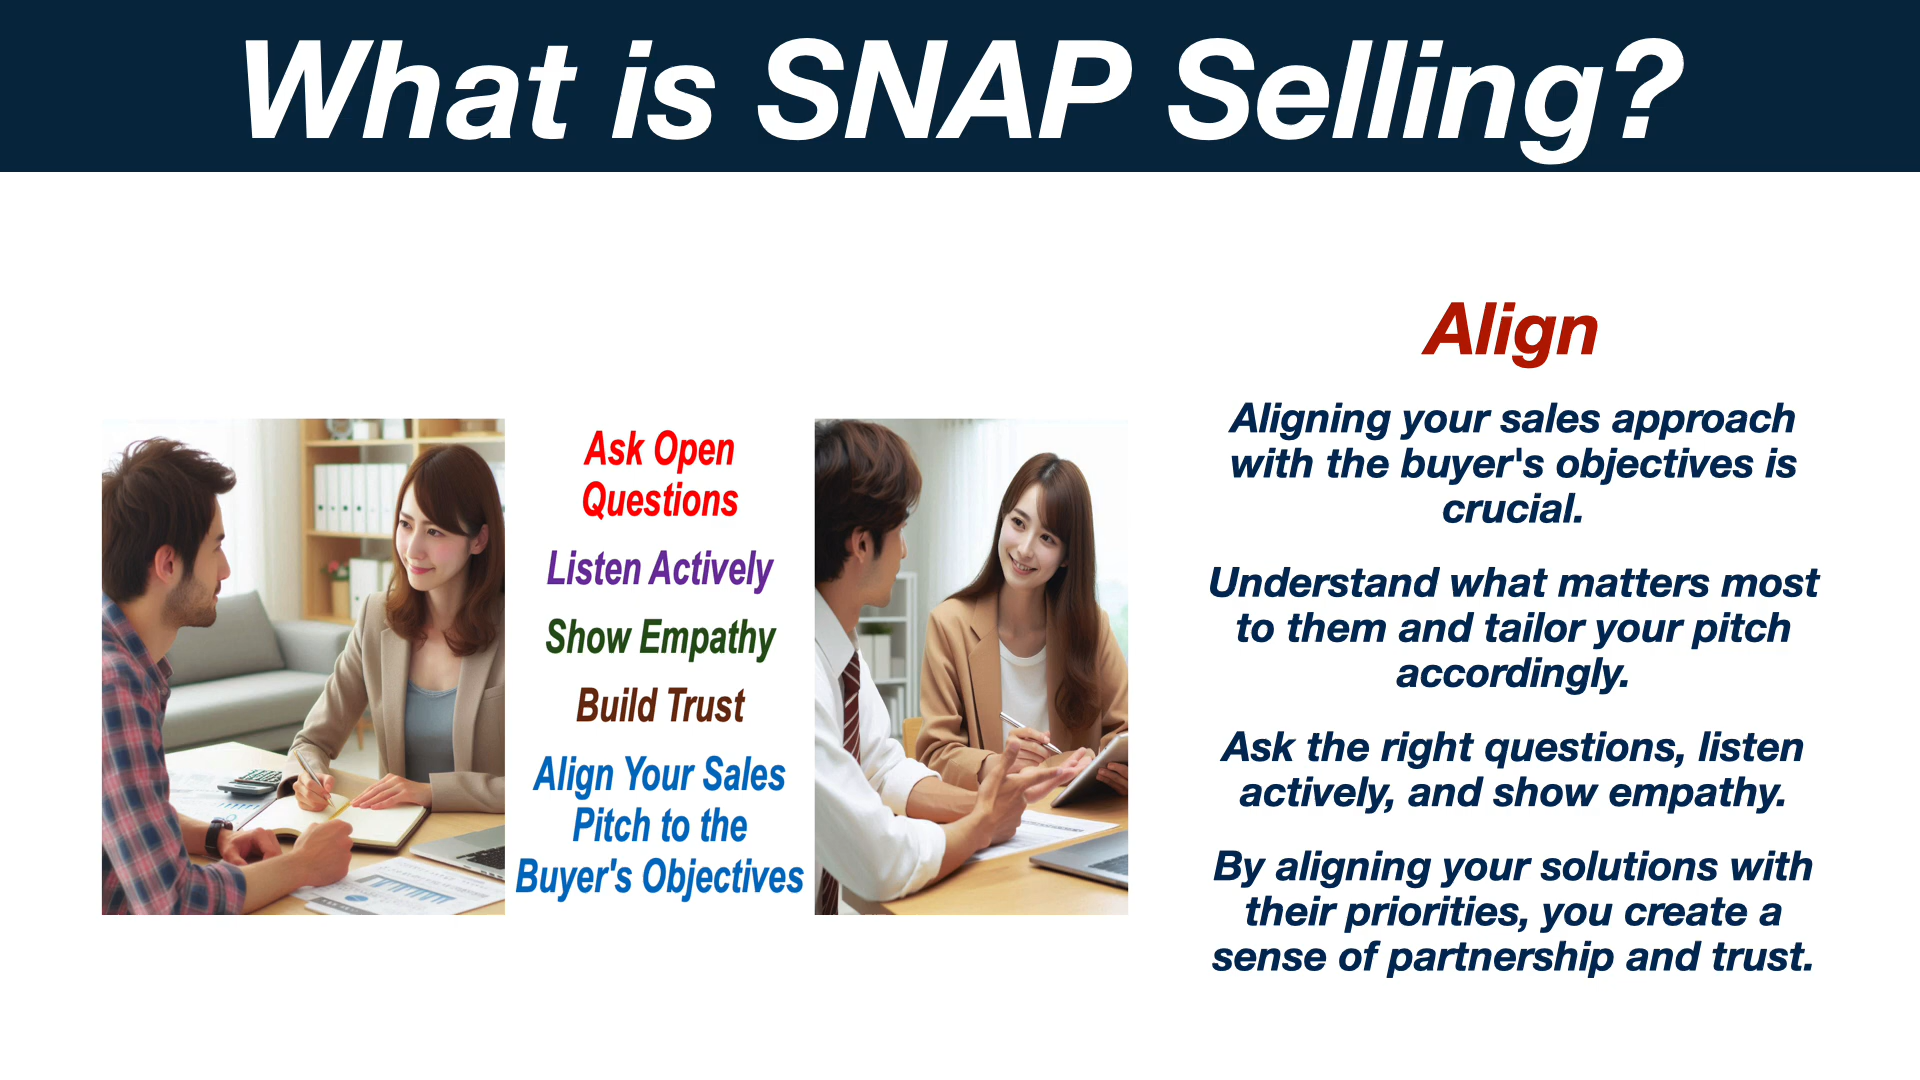 What is SNAP Selling?
Ask Open
Questions
Listen Actively
Show Empathy
Build Trust
Align Your Sales
Pitch to the
Buyer's Objectives
Align
Aligning your sales approach
with the buyer's objectives is
crucial.
Understand what matters most
to them and tailor your pitch
accordingly.
Ask the right questions, listen
actively, and show empathy.
By aligning your solutions with
their priorities, you create a
sense of partnership and trust.